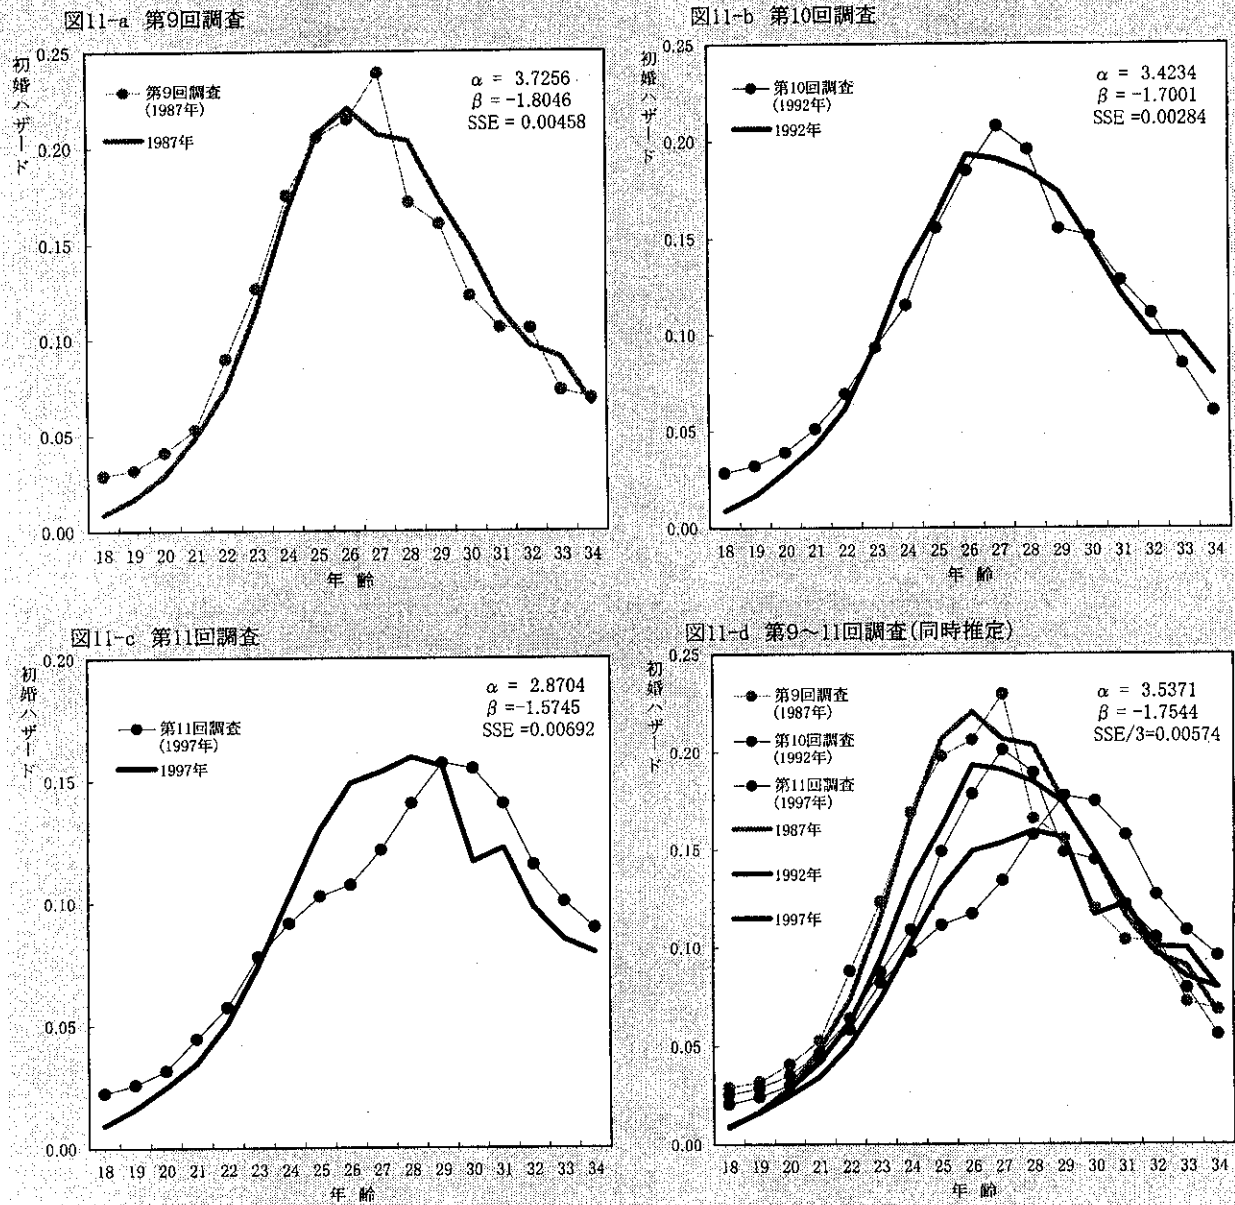 図11-a 第9回調査
初婚ハザード
0.25
0.20
0.15
0.10
0.05
0.00
第9回調査
(1987年)
1987年
α = 3.7256
β = -1.8046
SSE = 0.00458
18 19 20 21 22 23 24 25 26 27 28 29 30 31 32 33 34
年 齢
図11-b 第10回調査
初婚ハザード
0.25
0.20
0.15
0.10
0.05
0.00
第10回調査
(1992年)
1992年
α = 3.4234
β = -1.7001
SSE =0.00284
18 19 20 21 22 23 24 25 26 27 28 29 30 31 32 33 34
年 齢
図11-c 第11回調査
初婚ハザード
0.20
0.15
0.10
0.05
0.00
第11回調査
(1997年)
1997年
α = 2.8704
β =-1.5745
SSE =0.00692
18 19 20 21 22 23 24 25 26 27 28 29 30 31 32 33 34
年 齢
図11-d 第9～11回調査(同時推定)
初婚ハザード
0.25
0.20
0.15
0.10
0.05
0.00
第9回調査
(1987年)
第10回調査
(1992年)
第11回調査
(1997年)
1987年
1992年
1997年
α = 3.5371
β = -1.7544
SSE/3=0.00574
18 19 20 21 22 23 24 25 26 27 28 29 30 31 32 33 34
年 齢